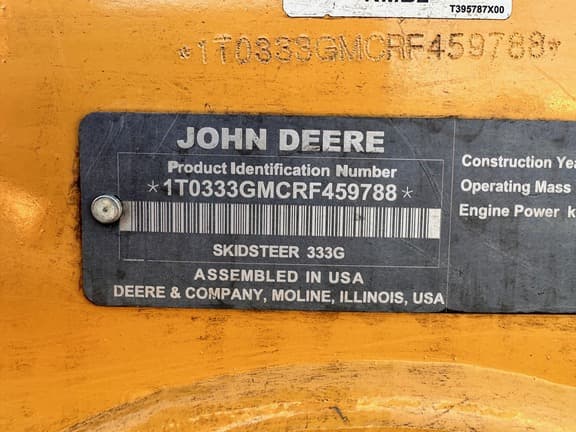 T395787X00
*1T0333GMCRF459788*
JOHN DEERE
Product Identification Number
*1T0333GMCRF459788*
SKIDSTEER 333G
ASSEMBLED IN USA
DEERE & COMPANY, MOLINE, ILLINOIS, USA
Construction Yea
Operating Mass
Engine Power k